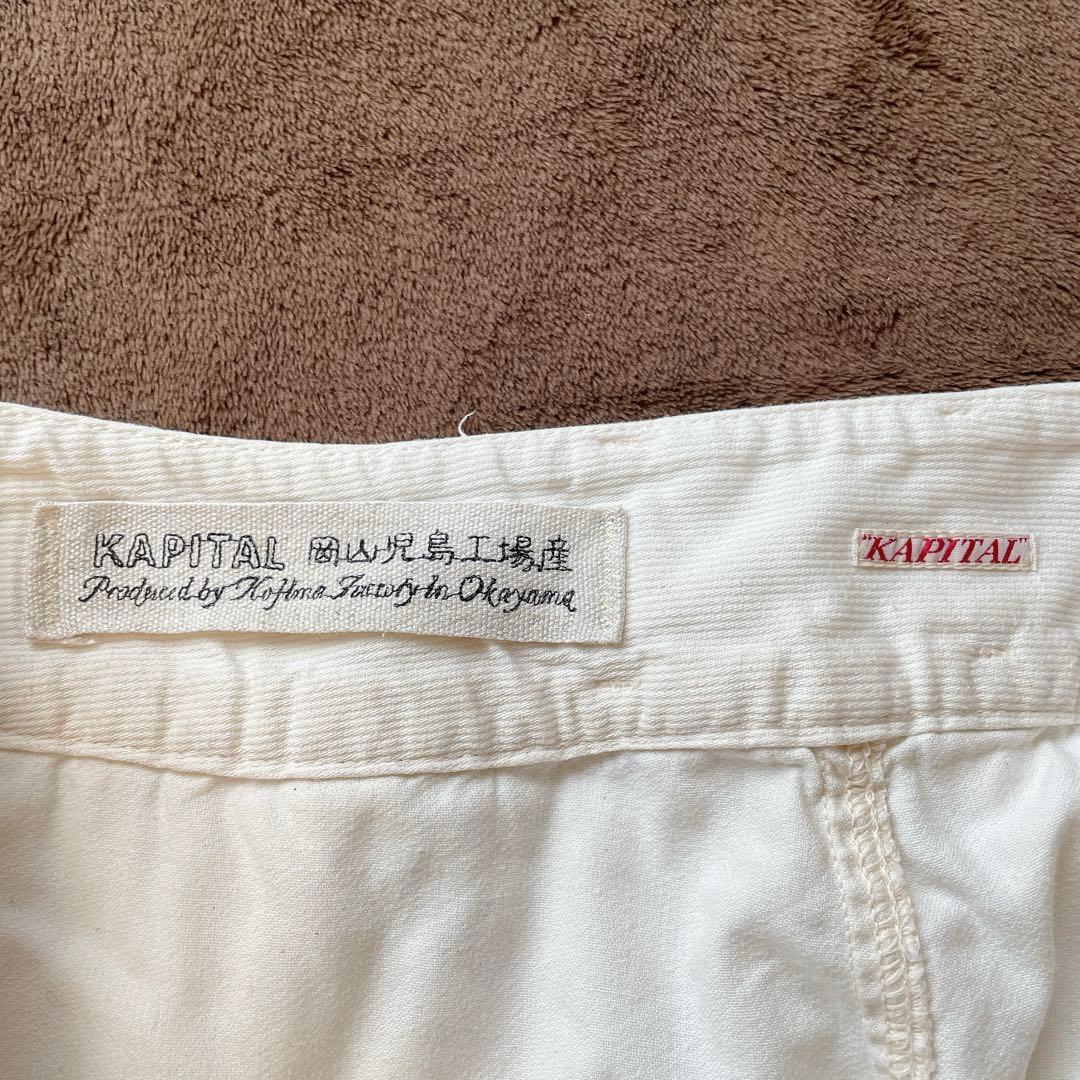 KAPITAL 岡山児島工場産
Produced by Kojima Factory in Okayama
"KAPITAL"